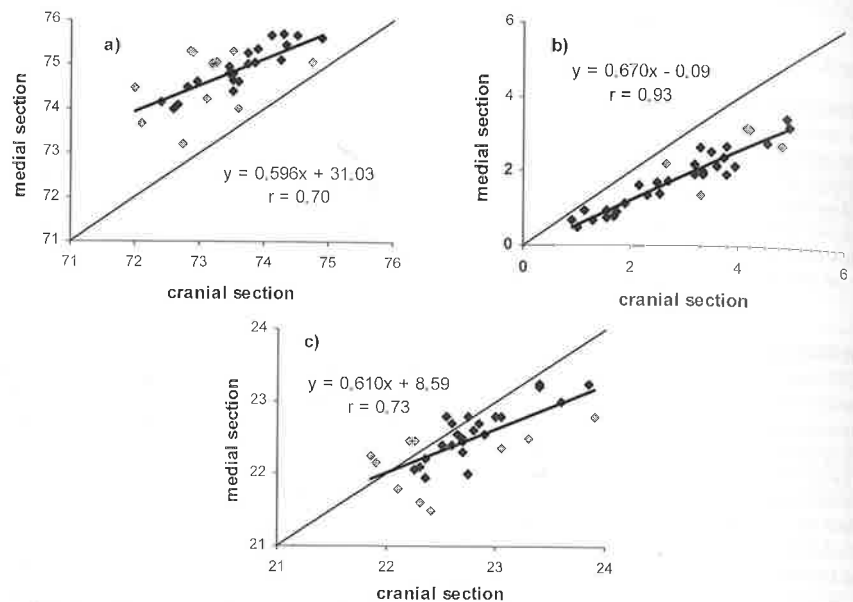 a)
76
75
74
73
72
71
medial section
y = 0,596x + 31.03
r = 0,70
71 72 73 74 75 76
cranial section
b)
6
4
2
0
medial section
y = 0,670x - 0.09
r = 0,93
0 2 4 6
cranial section
c)
24
23
22
21
medial section
y = 0,610x + 8,59
r = 0,73
21 22 23 24
cranial section